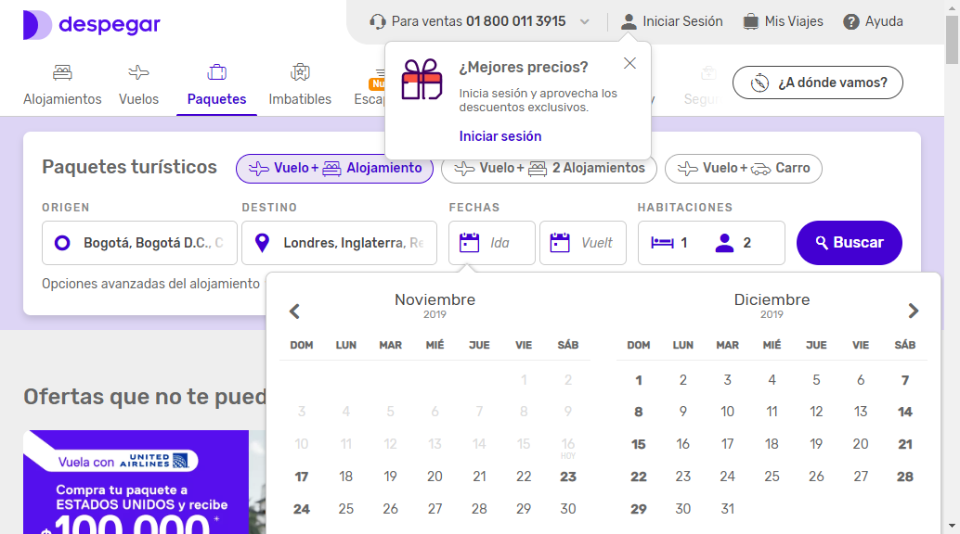 despegar
Para ventas 01 800 011 3915
Iniciar Sesión
Mis Viajes
Ayuda
¿Mejores precios?
Inicia sesión y aprovecha los
descuentos exclusivos.
Iniciar sesión
Alojamientos
Vuelos
Paquetes
Imbatibles
¿A dónde vamos?
Paquetes turísticos
Vuelo + Alojamiento
Vuelo + 2 Alojamientos
Vuelo + Carro
ORIGEN
DESTINO
FECHAS
HABITACIONES
Bogotá, Bogotá D.C., C
Londres, Inglaterra, Re
Ida
Vuelt
1
2
Buscar
Opciones avanzadas del alojamiento
Noviembre
2019
DOM LUN MAR MIÉ JUE VIE SÁB
1 2
3 4 5 6 7 8 9
10 11 12 13 14 15 16
HOY
17 18 19 20 21 22 23
24 25 26 27 28 29 30
Diciembre
2019
DOM LUN MAR MIÉ JUE VIE SÁB
1 2 3 4 5 6 7
8 9 10 11 12 13 14
15 16 17 18 19 20 21
22 23 24 25 26 27 28
29 30 31
Ofertas que no te pued
Vuela con UNITED AIRLINES
Compra tu paquete a
ESTADOS UNIDOS y recibe
$100.000+